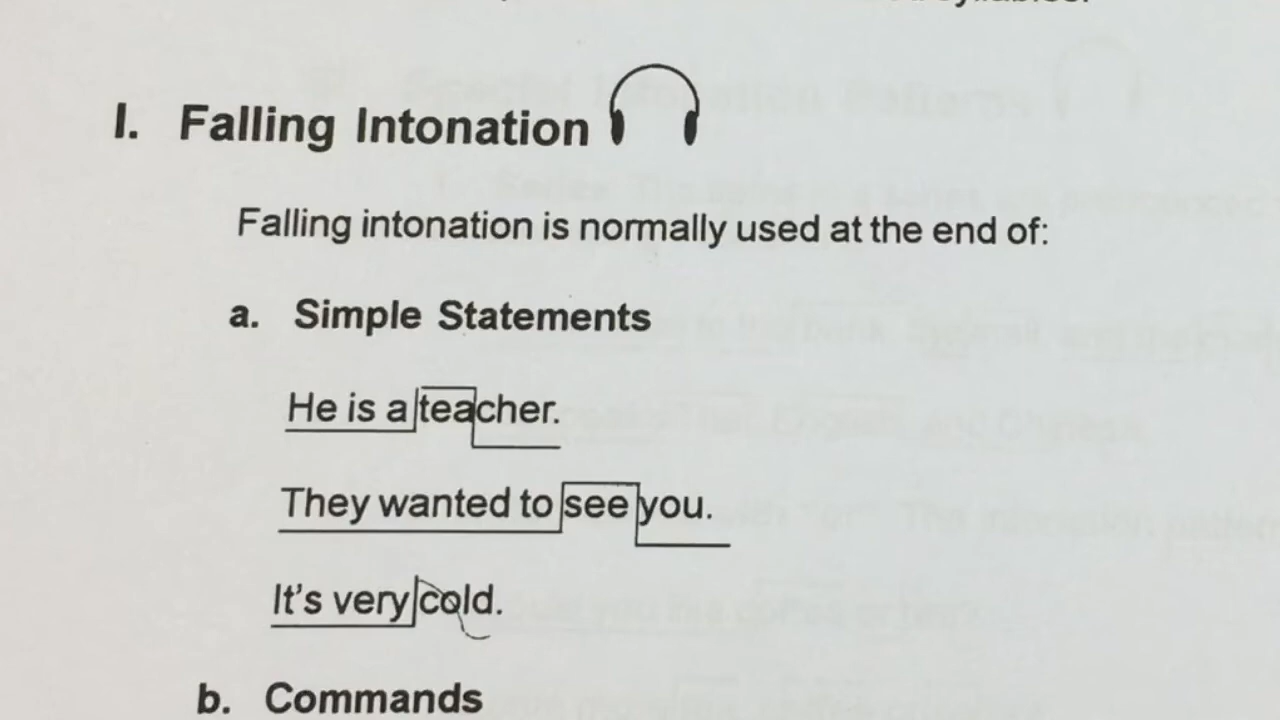 syllables.
I. Falling Intonation
Falling intonation is normally used at the end of:
a. Simple Statements
He is a teacher.
They wanted to see you.
It's very cold.
b. Commands